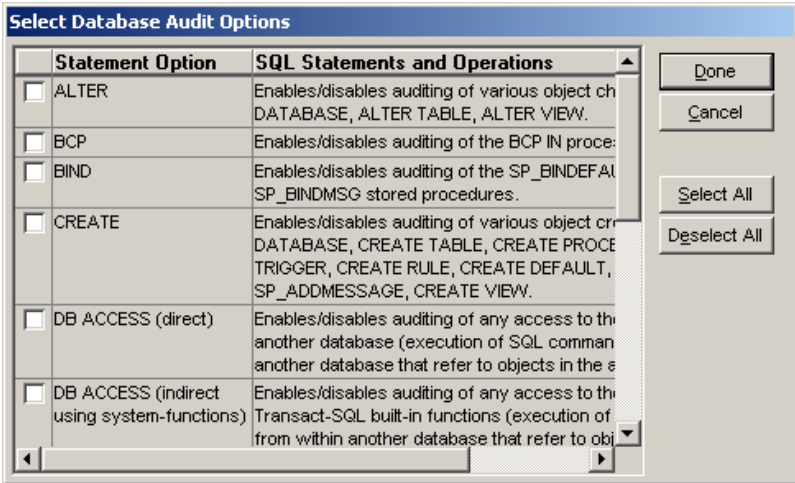 Select Database Audit Options
Statement Option SQL Statements and Operations
ALTER Enables/disables auditing of various object ch
DATABASE, ALTER TABLE, ALTER VIEW.
BCP Enables/disables auditing of the BCP IN proce
BIND Enables/disables auditing of the SP_BINDEFAU
SP_BINDMSG stored procedures.
CREATE Enables/disables auditing of various object cre
DATABASE, CREATE TABLE, CREATE PROCE
TRIGGER, CREATE RULE, CREATE DEFAULT,
SP_ADDMESSAGE, CREATE VIEW.
DB ACCESS (direct) Enables/disables auditing of any access to the
another database (execution of SQL comman
another database that refer to objects in the a
DB ACCESS (indirect Enables/disables auditing of any access to the
using system-functions) Transact-SQL built-in functions (execution of
from within another database that refer to obj
Done
Cancel
Select All
Deselect All